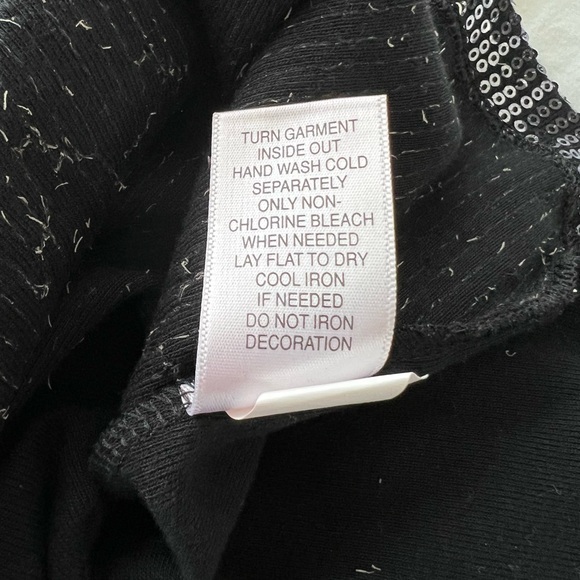 TURN GARMENT
INSIDE OUT
HAND WASH COLD
SEPARATELY
ONLY NON-
CHLORINE BLEACH
WHEN NEEDED
LAY FLAT TO DRY
COOL IRON
IF NEEDED
DO NOT IRON
DECORATION